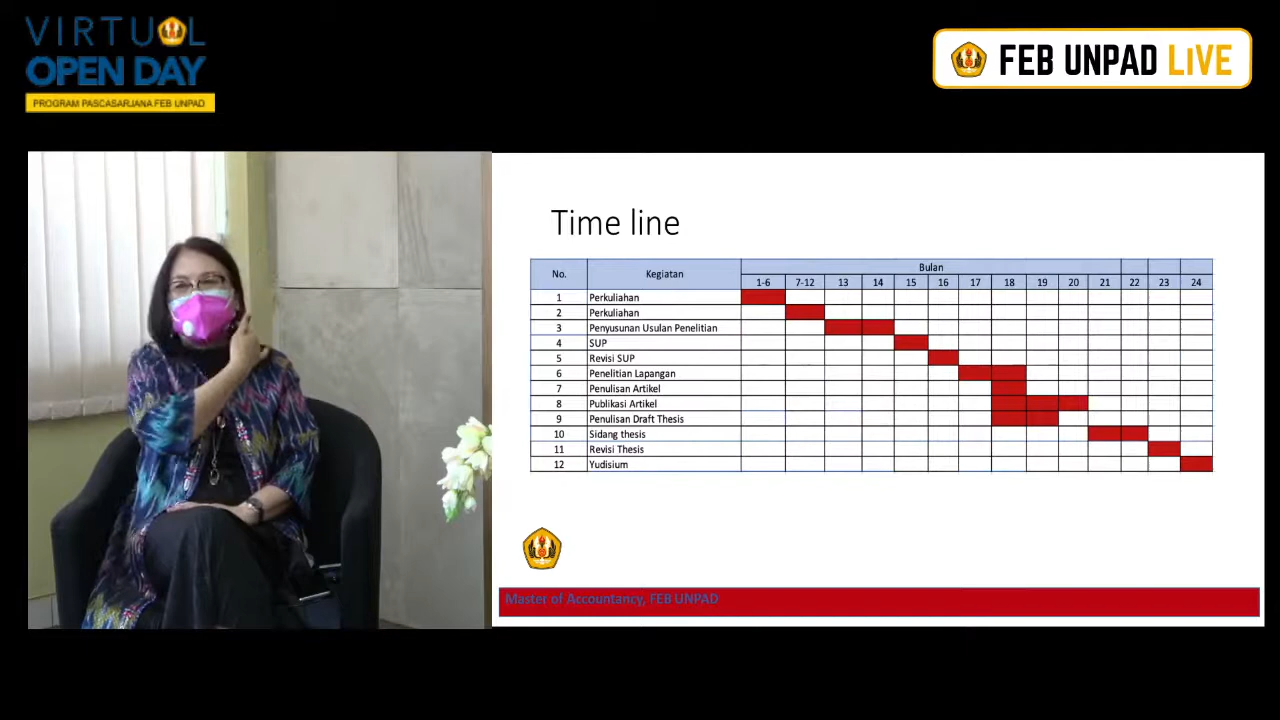 VIRTUAL
OPEN DAY
PROGRAM PASCASARJANA FEB UNPAD
FEB UNPAD LIVE
Time line
No. Kegiatan Bulan
1-6 7-12 13 14 15 16 17 18 19 20 21 22 23 24
1 Perkuliahan
2 Perkuliahan
3 Penyusunan Usulan Penelitian
4 SUP
5 Revisi SUP
6 Penelitian Lapangan
7 Penulisan Artikel
8 Publikasi Artikel
9 Penulisan Draft Thesis
10 Sidang thesis
11 Revisi Thesis
12 Yudisium
Master of Accountancy, FEB UNPAD